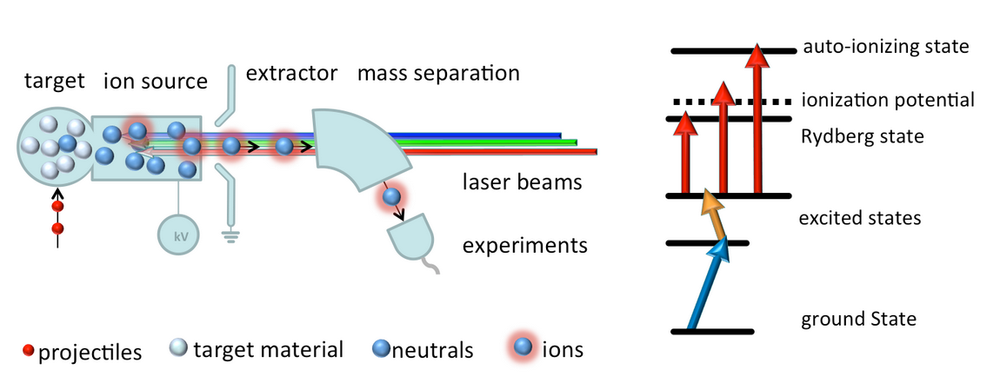 target
ion source
extractor
mass separation
kV
laser beams
experiments
projectiles
target material
neutrals
ions
auto-ionizing state
ionization potential
Rydberg state
excited states
ground State